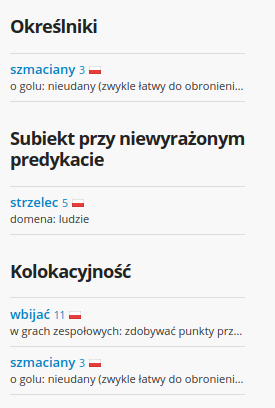 Określniki
szmaciany 3
o golu: nieudany (zwykle łatwy do obronieni...
Subiekt przy niewyrażonym
predykacie
strzelec 5
domena: ludzie
Kolokacyjność
wbijać 11
w grach zespołowych: zdobywać punkty prz...
szmaciany 3
o golu: nieudany (zwykle łatwy do obronieni...